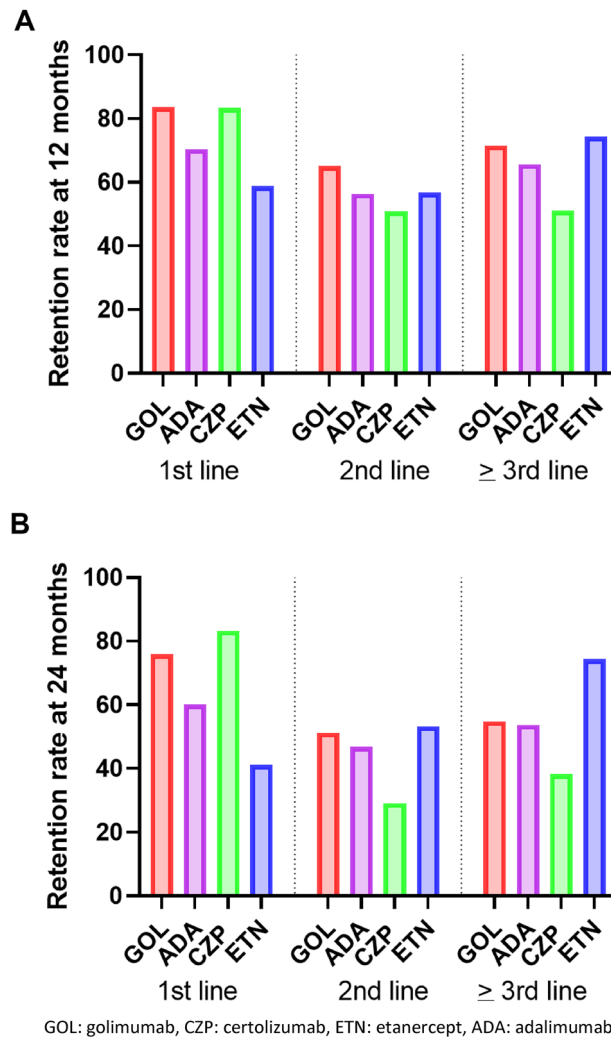 A
Retention rate at 12 months
100
80
60
40
20
0
GOL ADA CZP ETN GOL ADA CZP ETN GOL ADA CZP ETN
1st line 2nd line ≥ 3rd line
B
Retention rate at 24 months
100
80
60
40
20
0
GOL ADA CZP ETN GOL ADA CZP ETN GOL ADA CZP ETN
1st line 2nd line ≥ 3rd line
GOL: golimumab, CZP: certolizumab, ETN: etanercept, ADA: adalimumab